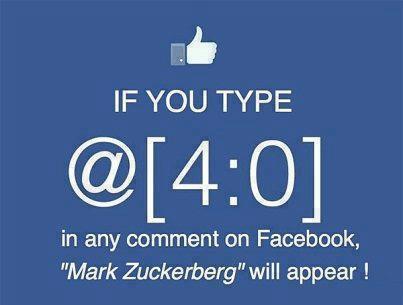 IF YOU TYPE
@[4:0]
in any comment on Facebook,
"Mark Zuckerberg" will appear !